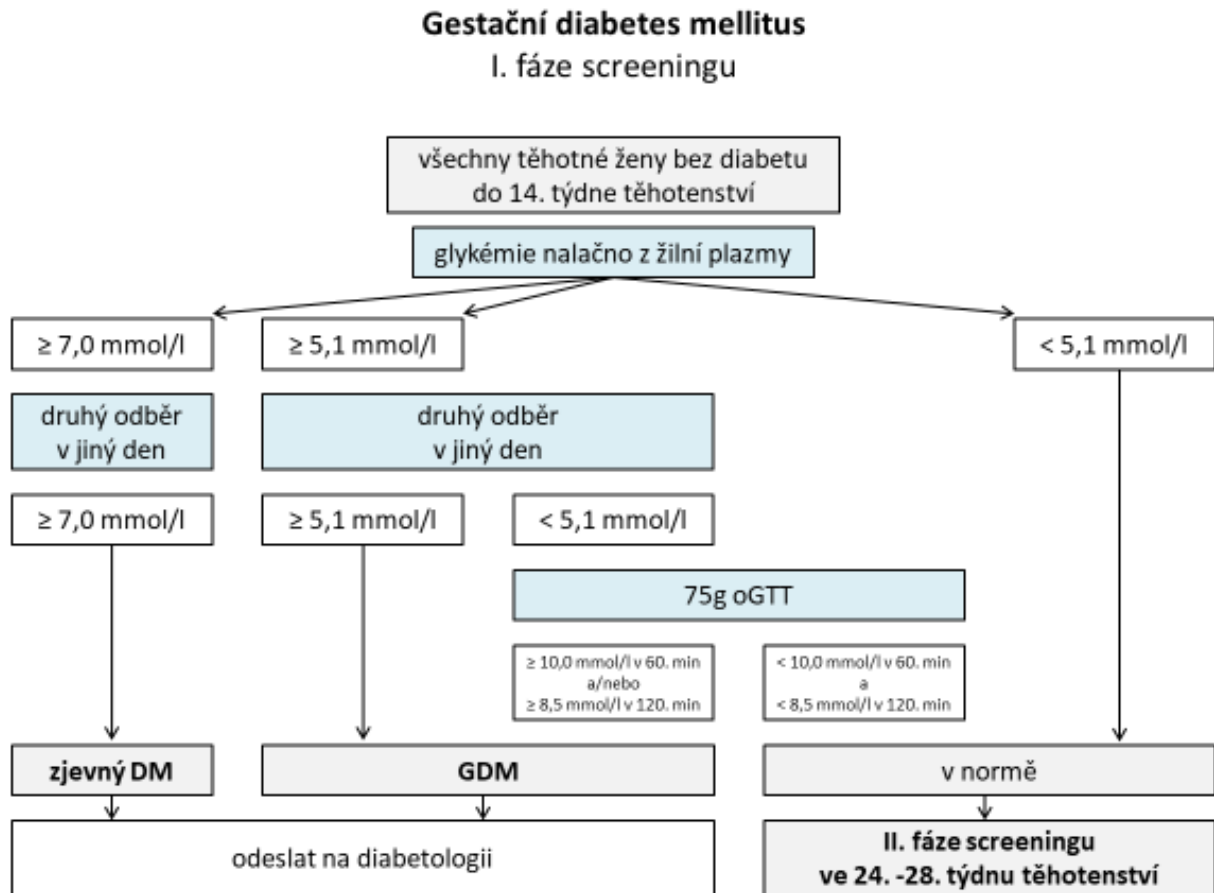 Gestační diabetes mellitus
I. fáze screeningu
všechny těhotné ženy bez diabetu
do 14. týdne těhotenství
glykémie nalačno z žilní plazmy
≥ 7,0 mmol/l
≥ 5,1 mmol/l
< 5,1 mmol/l
druhý odběr
v jiný den
druhý odběr
v jiný den
≥ 7,0 mmol/l
≥ 5,1 mmol/l
< 5,1 mmol/l
75g oGTT
≥ 10,0 mmol/l v 60. min
a/nebo
≥ 8,5 mmol/l v 120. min
< 10,0 mmol/l v 60. min
a
< 8,5 mmol/l v 120. min
zjevný DM
GDM
v normě
odeslat na diabetologii
II. fáze screeningu
ve 24. -28. týdnu těhotenství